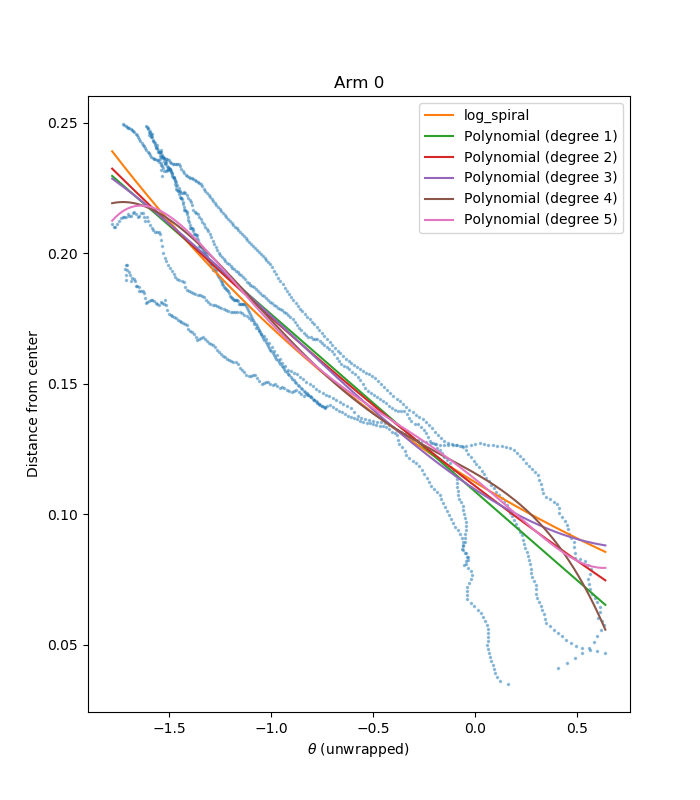 Arm 0
log_spiral
Polynomial (degree 1)
Polynomial (degree 2)
Polynomial (degree 3)
Polynomial (degree 4)
Polynomial (degree 5)
Distance from center
0.25
0.20
0.15
0.10
0.05
−1.5 −1.0 −0.5 0.0 0.5
θ (unwrapped)